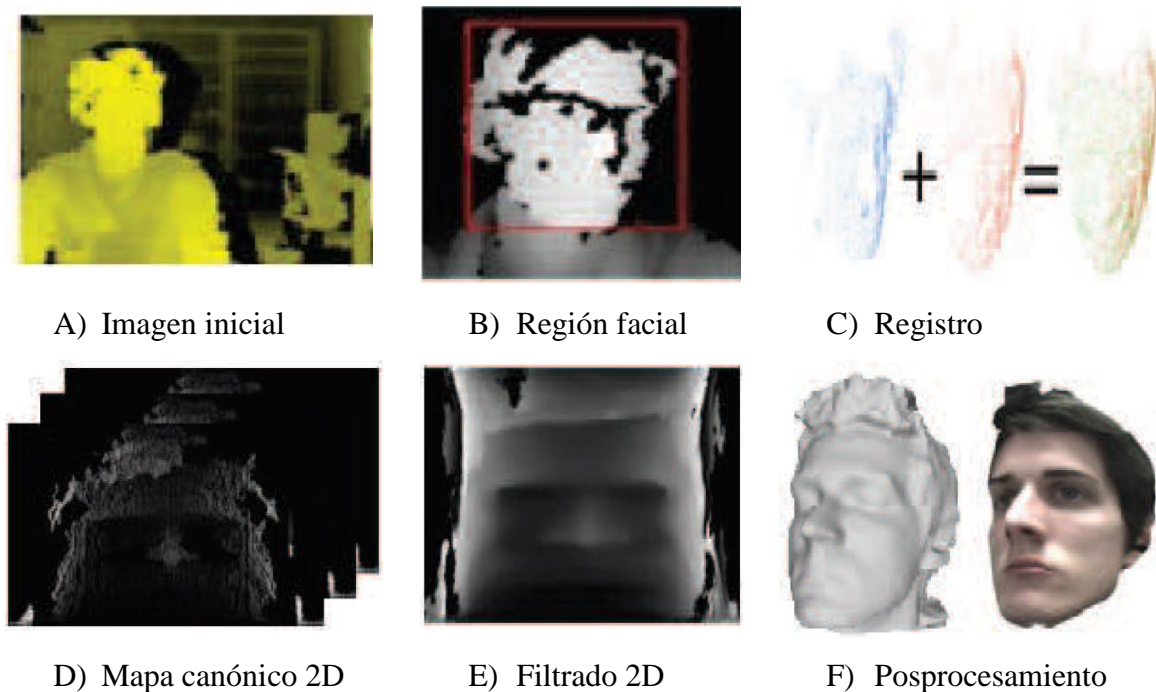 + =
A) Imagen inicial
B) Región facial
C) Registro
D) Mapa canónico 2D
E) Filtrado 2D
F) Posprocesamiento